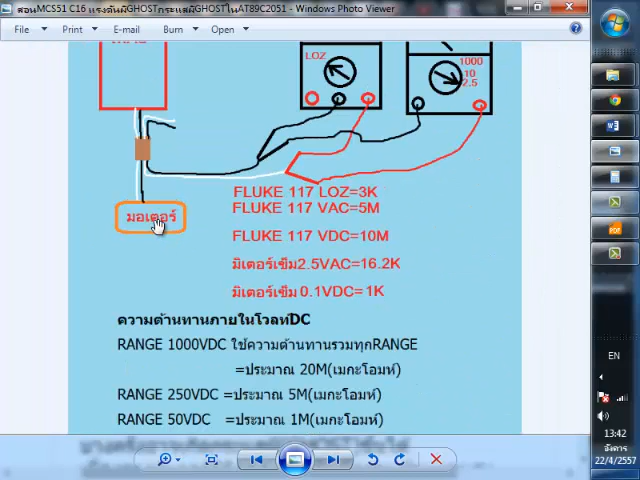 สอนMCS51 C16 แรงดันผีGHOSTกระแสผีGHOSTในAT89C2051 - Windows Photo Viewer
File Print E-mail Burn Open
LOZ
1000
10
2.5
มอเตอร์
FLUKE 117 LOZ=3K
FLUKE 117 VAC=5M
FLUKE 117 VDC=10M
มิเตอร์เข็ม2.5VAC=16.2K
มิเตอร์เข็ม 0.1VDC=1K
ความต้านทานภายในโวลท์DC
RANGE 1000VDC ใช้ความต้านทานรวมทุกRANGE
=ประมาณ 20M(เมกะโอมห์)
RANGE 250VDC =ประมาณ 5M(เมกะโอมห์)
RANGE 50VDC =ประมาณ 1M(เมกะโอมห์)
EN
13:42
อังคาร
22/4/2557